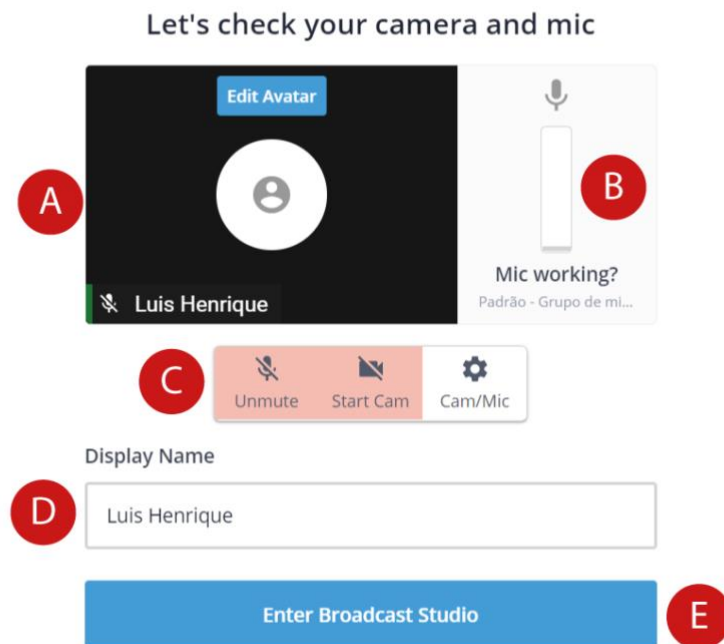 Let's check your camera and mic
Edit Avatar
A
B
Luis Henrique
Mic working?
Padrão - Grupo de mi...
C
Unmute Start Cam Cam/Mic
Display Name
D
Luis Henrique
Enter Broadcast Studio
E